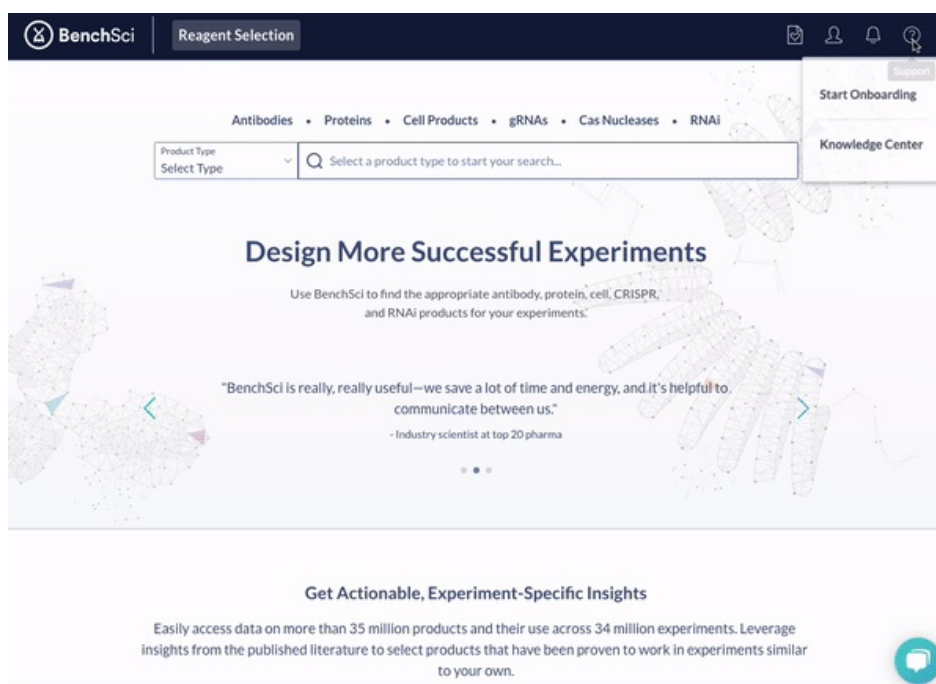 BenchSci
Reagent Selection
Support
Start Onboarding
Knowledge Center
Antibodies • Proteins • Cell Products • gRNAs • Cas Nucleases • RNAi
Product Type
Select Type
Select a product type to start your search...
Design More Successful Experiments
Use BenchSci to find the appropriate antibody, protein, cell, CRISPR,
and RNAi products for your experiments.
"BenchSci is really, really useful—we save a lot of time and energy, and it's helpful to
communicate between us."
- Industry scientist at top 20 pharma
Get Actionable, Experiment-Specific Insights
Easily access data on more than 35 million products and their use across 34 million experiments. Leverage
insights from the published literature to select products that have been proven to work in experiments similar
to your own.